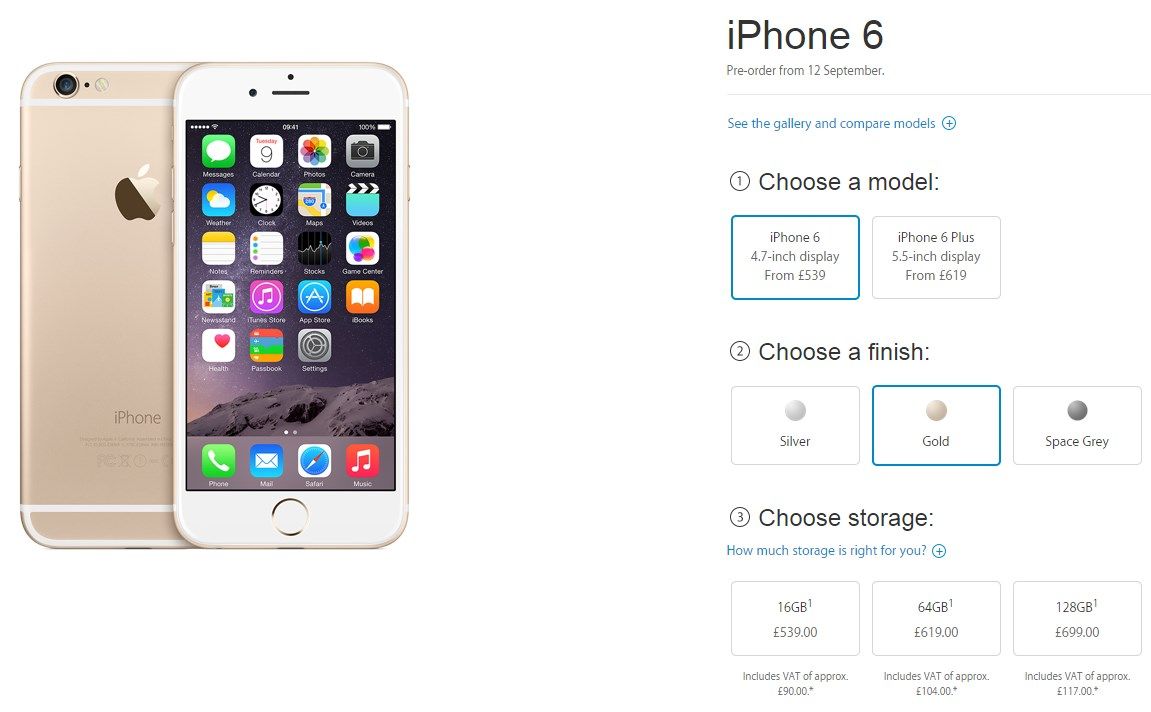 iPhone 6
Pre-order from 12 September.
See the gallery and compare models
1 Choose a model:
iPhone 6
4.7-inch display
From £539
iPhone 6 Plus
5.5-inch display
From £619
2 Choose a finish:
Silver
Gold
Space Grey
3 Choose storage:
How much storage is right for you?
16GB1
£539.00
64GB1
£619.00
128GB1
£699.00
Includes VAT of approx.
£90.00.*
Includes VAT of approx.
£104.00.*
Includes VAT of approx.
£117.00.*
iPhone
09:41
100%
Tuesday
9
Messages Calendar Photos Camera
280
Weather Clock Maps Videos
Notes Reminders Stocks Game Center
Newsstand iTunes Store App Store iBooks
Health Passbook Settings
Phone Mail Safari Music